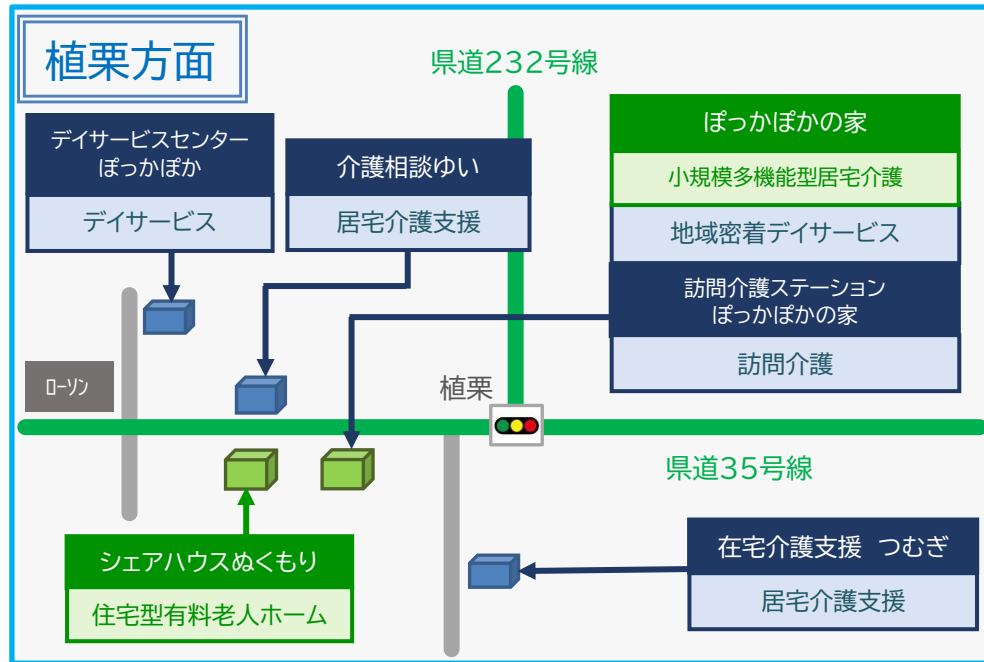 植栗方面
県道232号線
デイサービスセンター
ぽっかぽか
デイサービス
介護相談ゆい
居宅介護支援
ぽっかぽかの家
小規模多機能型居宅介護
地域密着デイサービス
訪問介護ステーション
ぽっかぽかの家
訪問介護
ﾛｰｿﾝ
植栗
県道35号線
シェアハウスぬくもり
住宅型有料老人ホーム
在宅介護支援　つむぎ
居宅介護支援